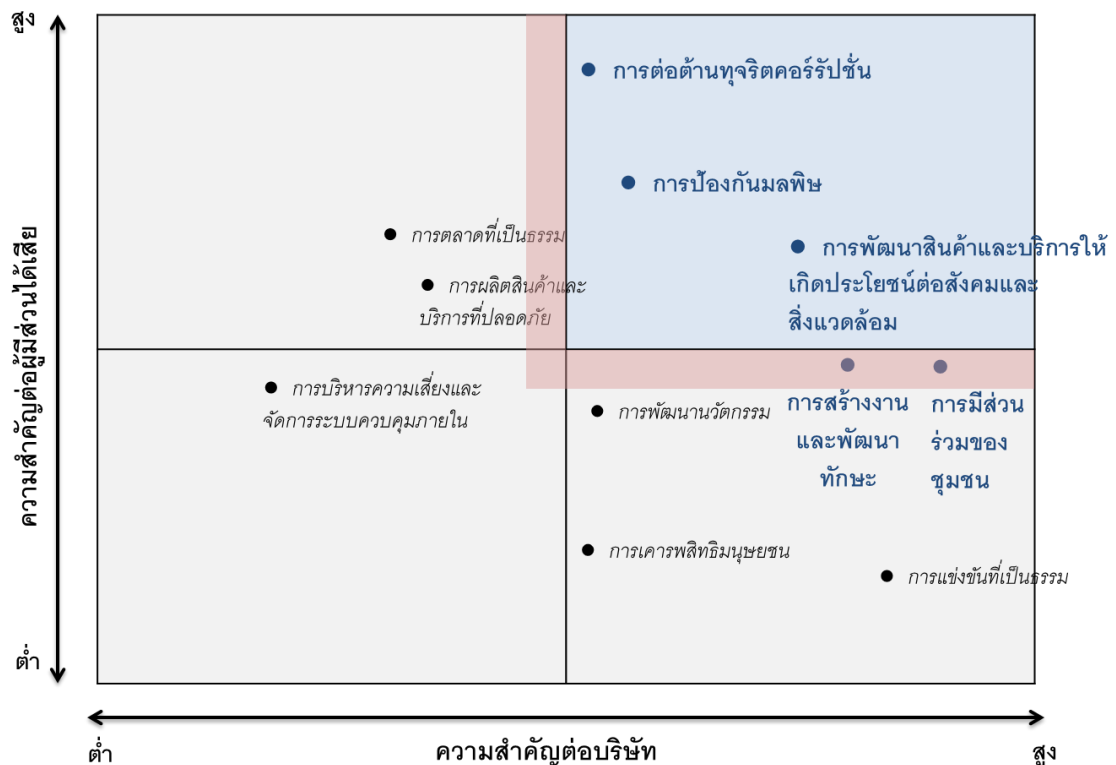 สูง
การต่อต้านทุจริตคอร์รัปชั่น
การป้องกันมลพิษ
การตลาดที่เป็นธรรม
การพัฒนาสินค้าและบริการให้
เกิดประโยชน์ต่อสังคมและ
สิ่งแวดล้อม
การผลิตสินค้าและ
บริการที่ปลอดภัย
ความสำคัญต่อผู้มีส่วนได้เสีย
การบริหารความเสี่ยงและ
จัดการระบบควบคุมภายใน
การพัฒนานวัตกรรม
การสร้างงาน
และพัฒนา
ทักษะ
การมีส่วน
ร่วมของ
ชุมชน
การเคารพสิทธิมนุษยชน
การแข่งขันที่เป็นธรรม
ต่ำ
ต่ำ
ความสำคัญต่อบริษัท
สูง